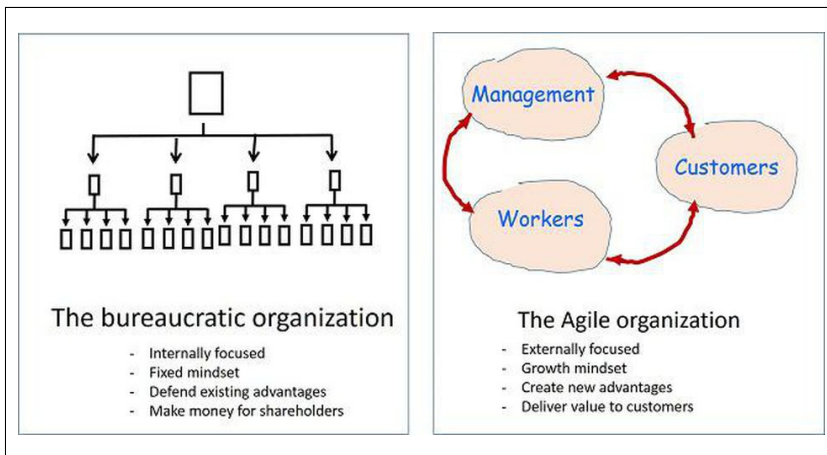 The bureaucratic organization
- Internally focused
- Fixed mindset
- Defend existing advantages
- Make money for shareholders
Management
Customers
Workers
The Agile organization
- Externally focused
- Growth mindset
- Create new advantages
- Deliver value to customers